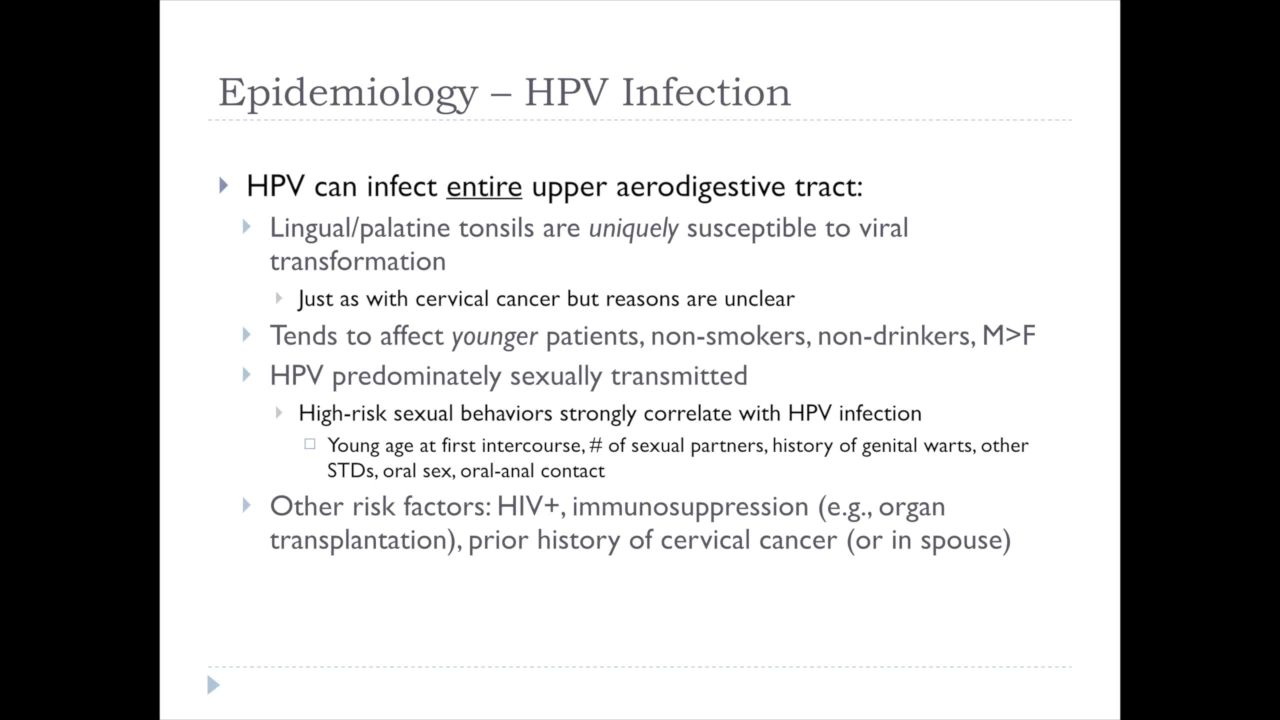 Epidemiology – HPV Infection
HPV can infect entire upper aerodigestive tract:
Lingual/palatine tonsils are uniquely susceptible to viral
transformation
Just as with cervical cancer but reasons are unclear
Tends to affect younger patients, non-smokers, non-drinkers, M>F
HPV predominately sexually transmitted
High-risk sexual behaviors strongly correlate with HPV infection
Young age at first intercourse, # of sexual partners, history of genital warts, other
STDs, oral sex, oral-anal contact
Other risk factors: HIV+, immunosuppression (e.g., organ
transplantation), prior history of cervical cancer (or in spouse)